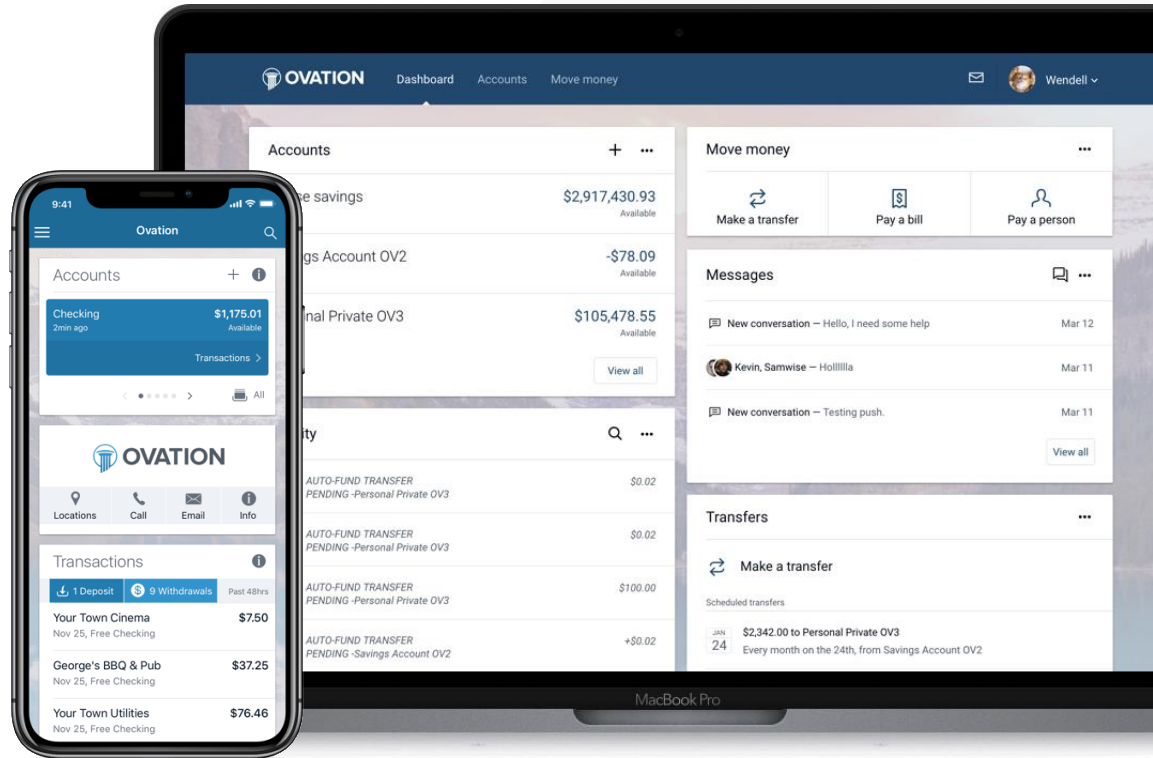 OVATION
Dashboard Accounts Move money
Wendell
Accounts
se savings $2,917,430.93
Available
gs Account OV2 -$78.09
Available
nal Private OV3 $105,478.55
Available
View all
ity
AUTO-FUND TRANSFER
PENDING -Personal Private OV3 $0.02
AUTO-FUND TRANSFER
PENDING -Personal Private OV3 $0.02
AUTO-FUND TRANSFER
PENDING -Personal Private OV3 $100.00
AUTO-FUND TRANSFER
PENDING -Savings Account OV2 +$0.02
Move money
Make a transfer Pay a bill Pay a person
Messages
New conversation – Hello, I need some help Mar 12
Kevin, Samwise – Hollllllla Mar 11
New conversation – Testing push. Mar 11
View all
Transfers
Make a transfer
Scheduled transfers
JAN
24
$2,342.00 to Personal Private OV3
Every month on the 24th, from Savings Account OV2
MacBook Pro
9:41
Ovation
Accounts
Checking $1,175.01
2min ago Available
Transactions
All
OVATION
Locations Call Email Info
Transactions
1 Deposit 9 Withdrawals Past 48hrs
Your Town Cinema $7.50
Nov 25, Free Checking
George's BBQ & Pub $37.25
Nov 25, Free Checking
Your Town Utilities $76.46
Nov 25, Free Checking